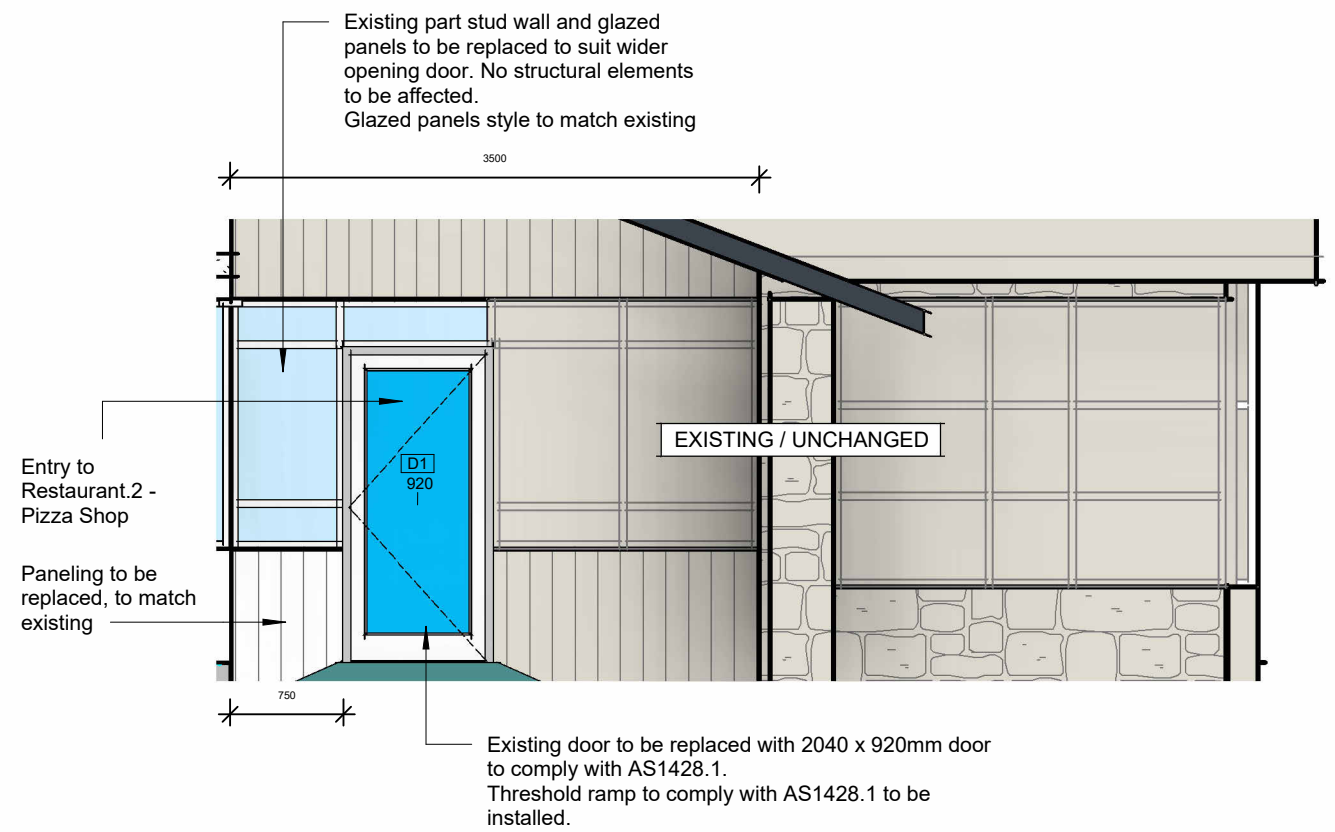 Existing part stud wall and glazed
panels to be replaced to suit wider
opening door. No structural elements
to be affected.
Glazed panels style to match existing
3500
EXISTING / UNCHANGED
D1
920
Entry to
Restaurant.2 -
Pizza Shop
Paneling to be
replaced, to match
existing
750
Existing door to be replaced with 2040 x 920mm door
to comply with AS1428.1.
Threshold ramp to comply with AS1428.1 to be
installed.